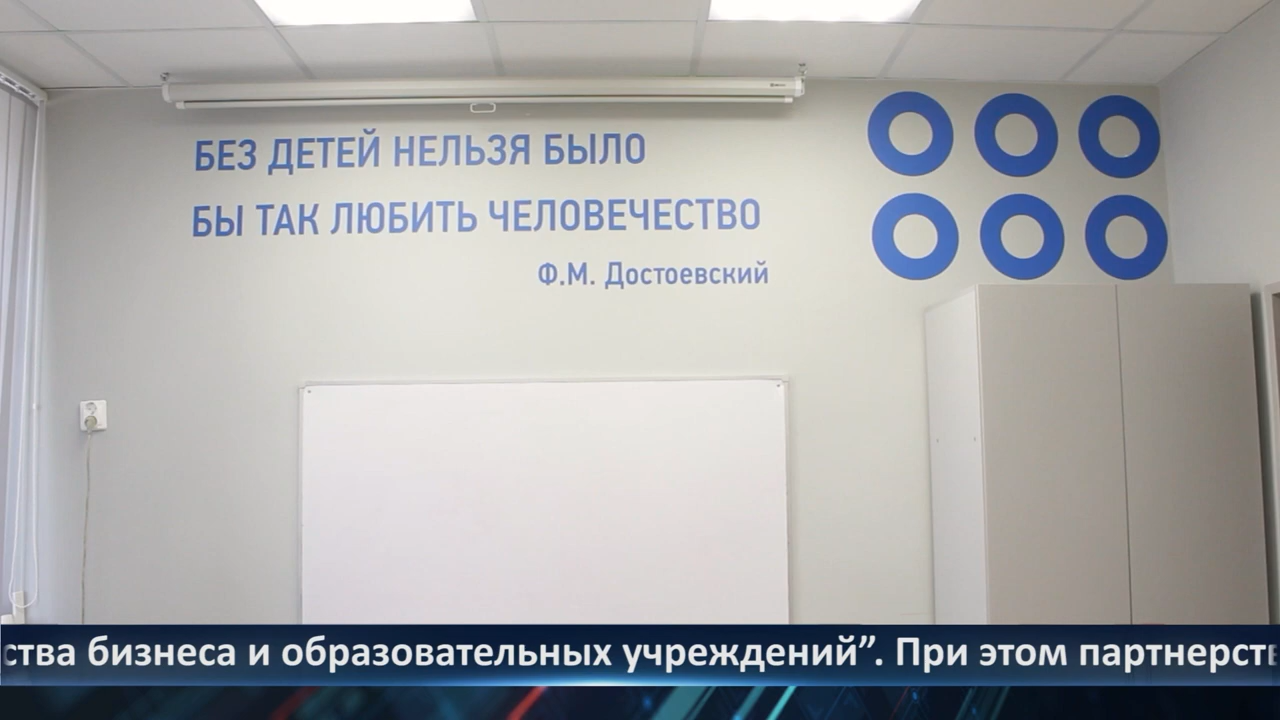 БЕЗ ДЕТЕЙ НЕЛЬЗЯ БЫЛО
БЫ ТАК ЛЮБИТЬ ЧЕЛОВЕЧЕСТВО
Ф.М. Достоевский
ства бизнеса и образовательных учреждений”. При этом партнерств